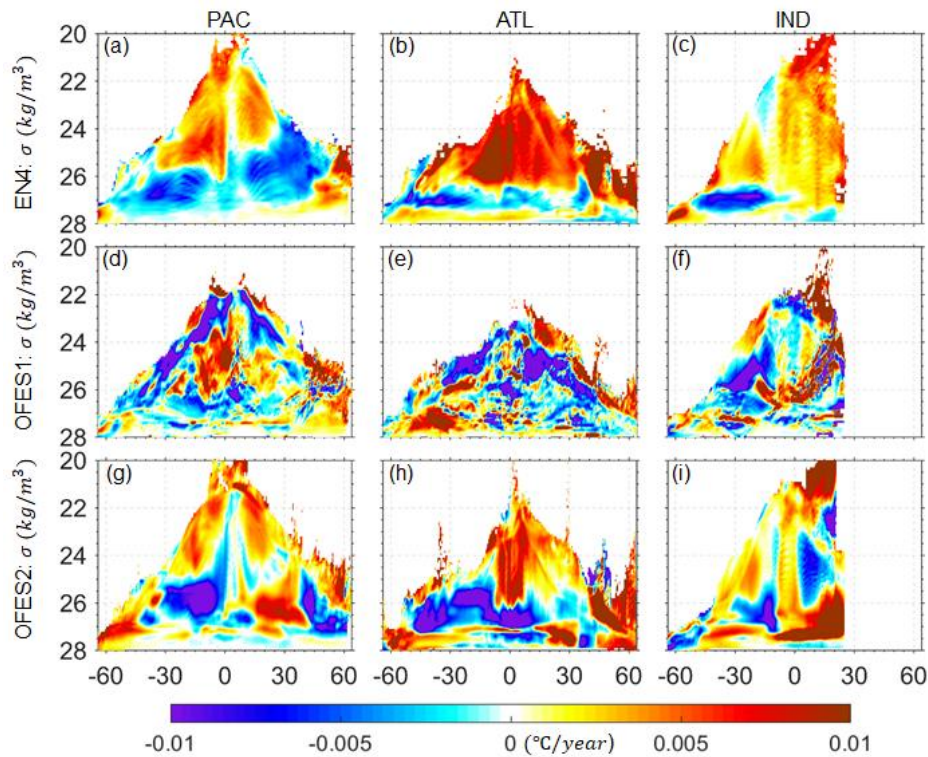 PAC ATL IND
(a) (b) (c)
EN4: σ (kg/m³)
20
22
24
26
28
(d) (e) (f)
OFES1: σ (kg/m³)
20
22
24
26
28
(g) (h) (i)
OFES2: σ (kg/m³)
20
22
24
26
28
-60 -30 0 30 60 -60 -30 0 30 60 -60 -30 0 30 60
-0.01 -0.005 0 (°C/year) 0.005 0.01